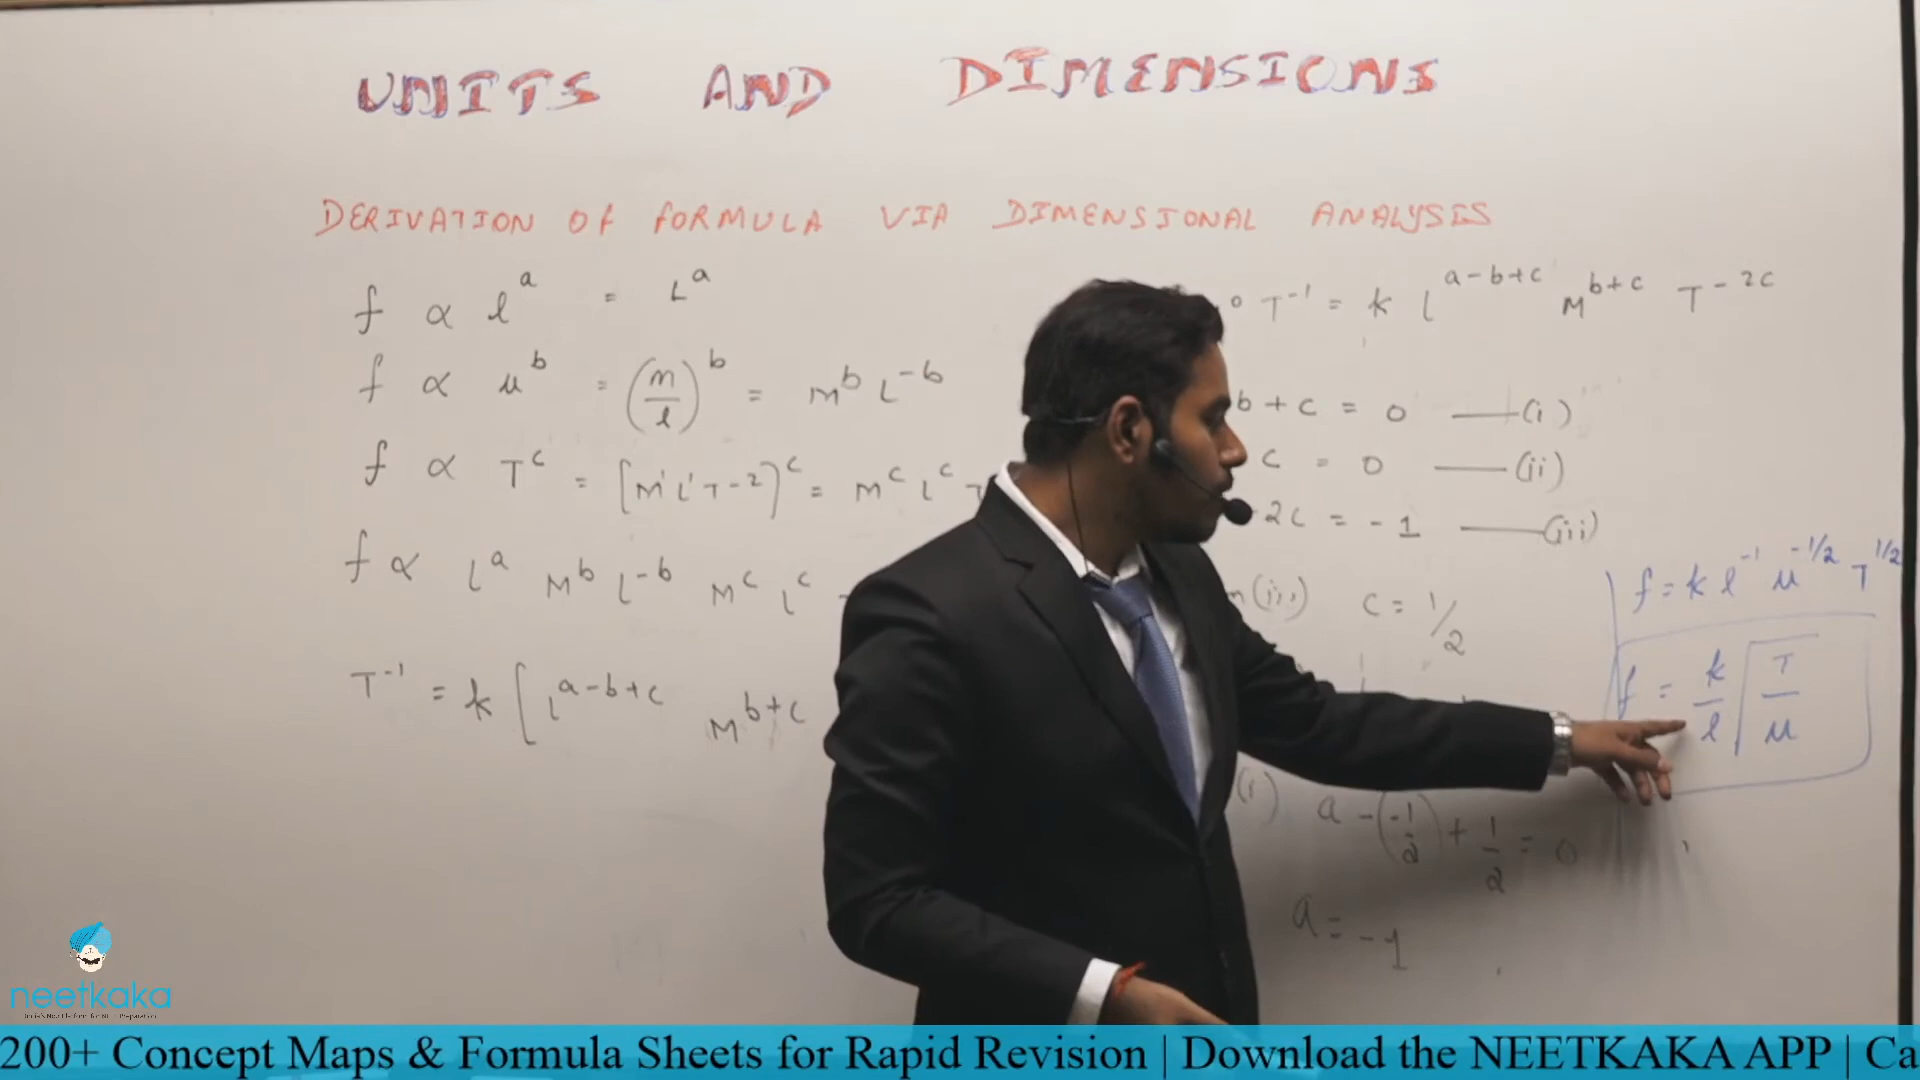 UNITS AND DIMENSIONS
DERIVATION OF FORMULA VIA DIMENSIONAL ANALYSIS
f ∝ l^a = L^a
f ∝ μ^b = (m/l)^b = M^b L^-b
f ∝ T^c = [M^1 L^1 T^-2]^c = M^c L^c T
f ∝ L^a M^b L^-b M^c L^c
T^-1 = k [L^a-b+c M^b+c
0 T^-1 = k L^a-b+c M^b+c T^-2c
b + c = 0 —(i)
c = 0 —(ii)
2c = -1 —(iii)
(iii) c = 1/2
(i) a - (-1/2) + 1/2 = 0
a = -1
f = k l^-1 μ^-1/2 T^1/2
f = k/l √T/μ
neetkaka
200+ Concept Maps & Formula Sheets for Rapid Revision | Download the NEETKAKA APP | Ca